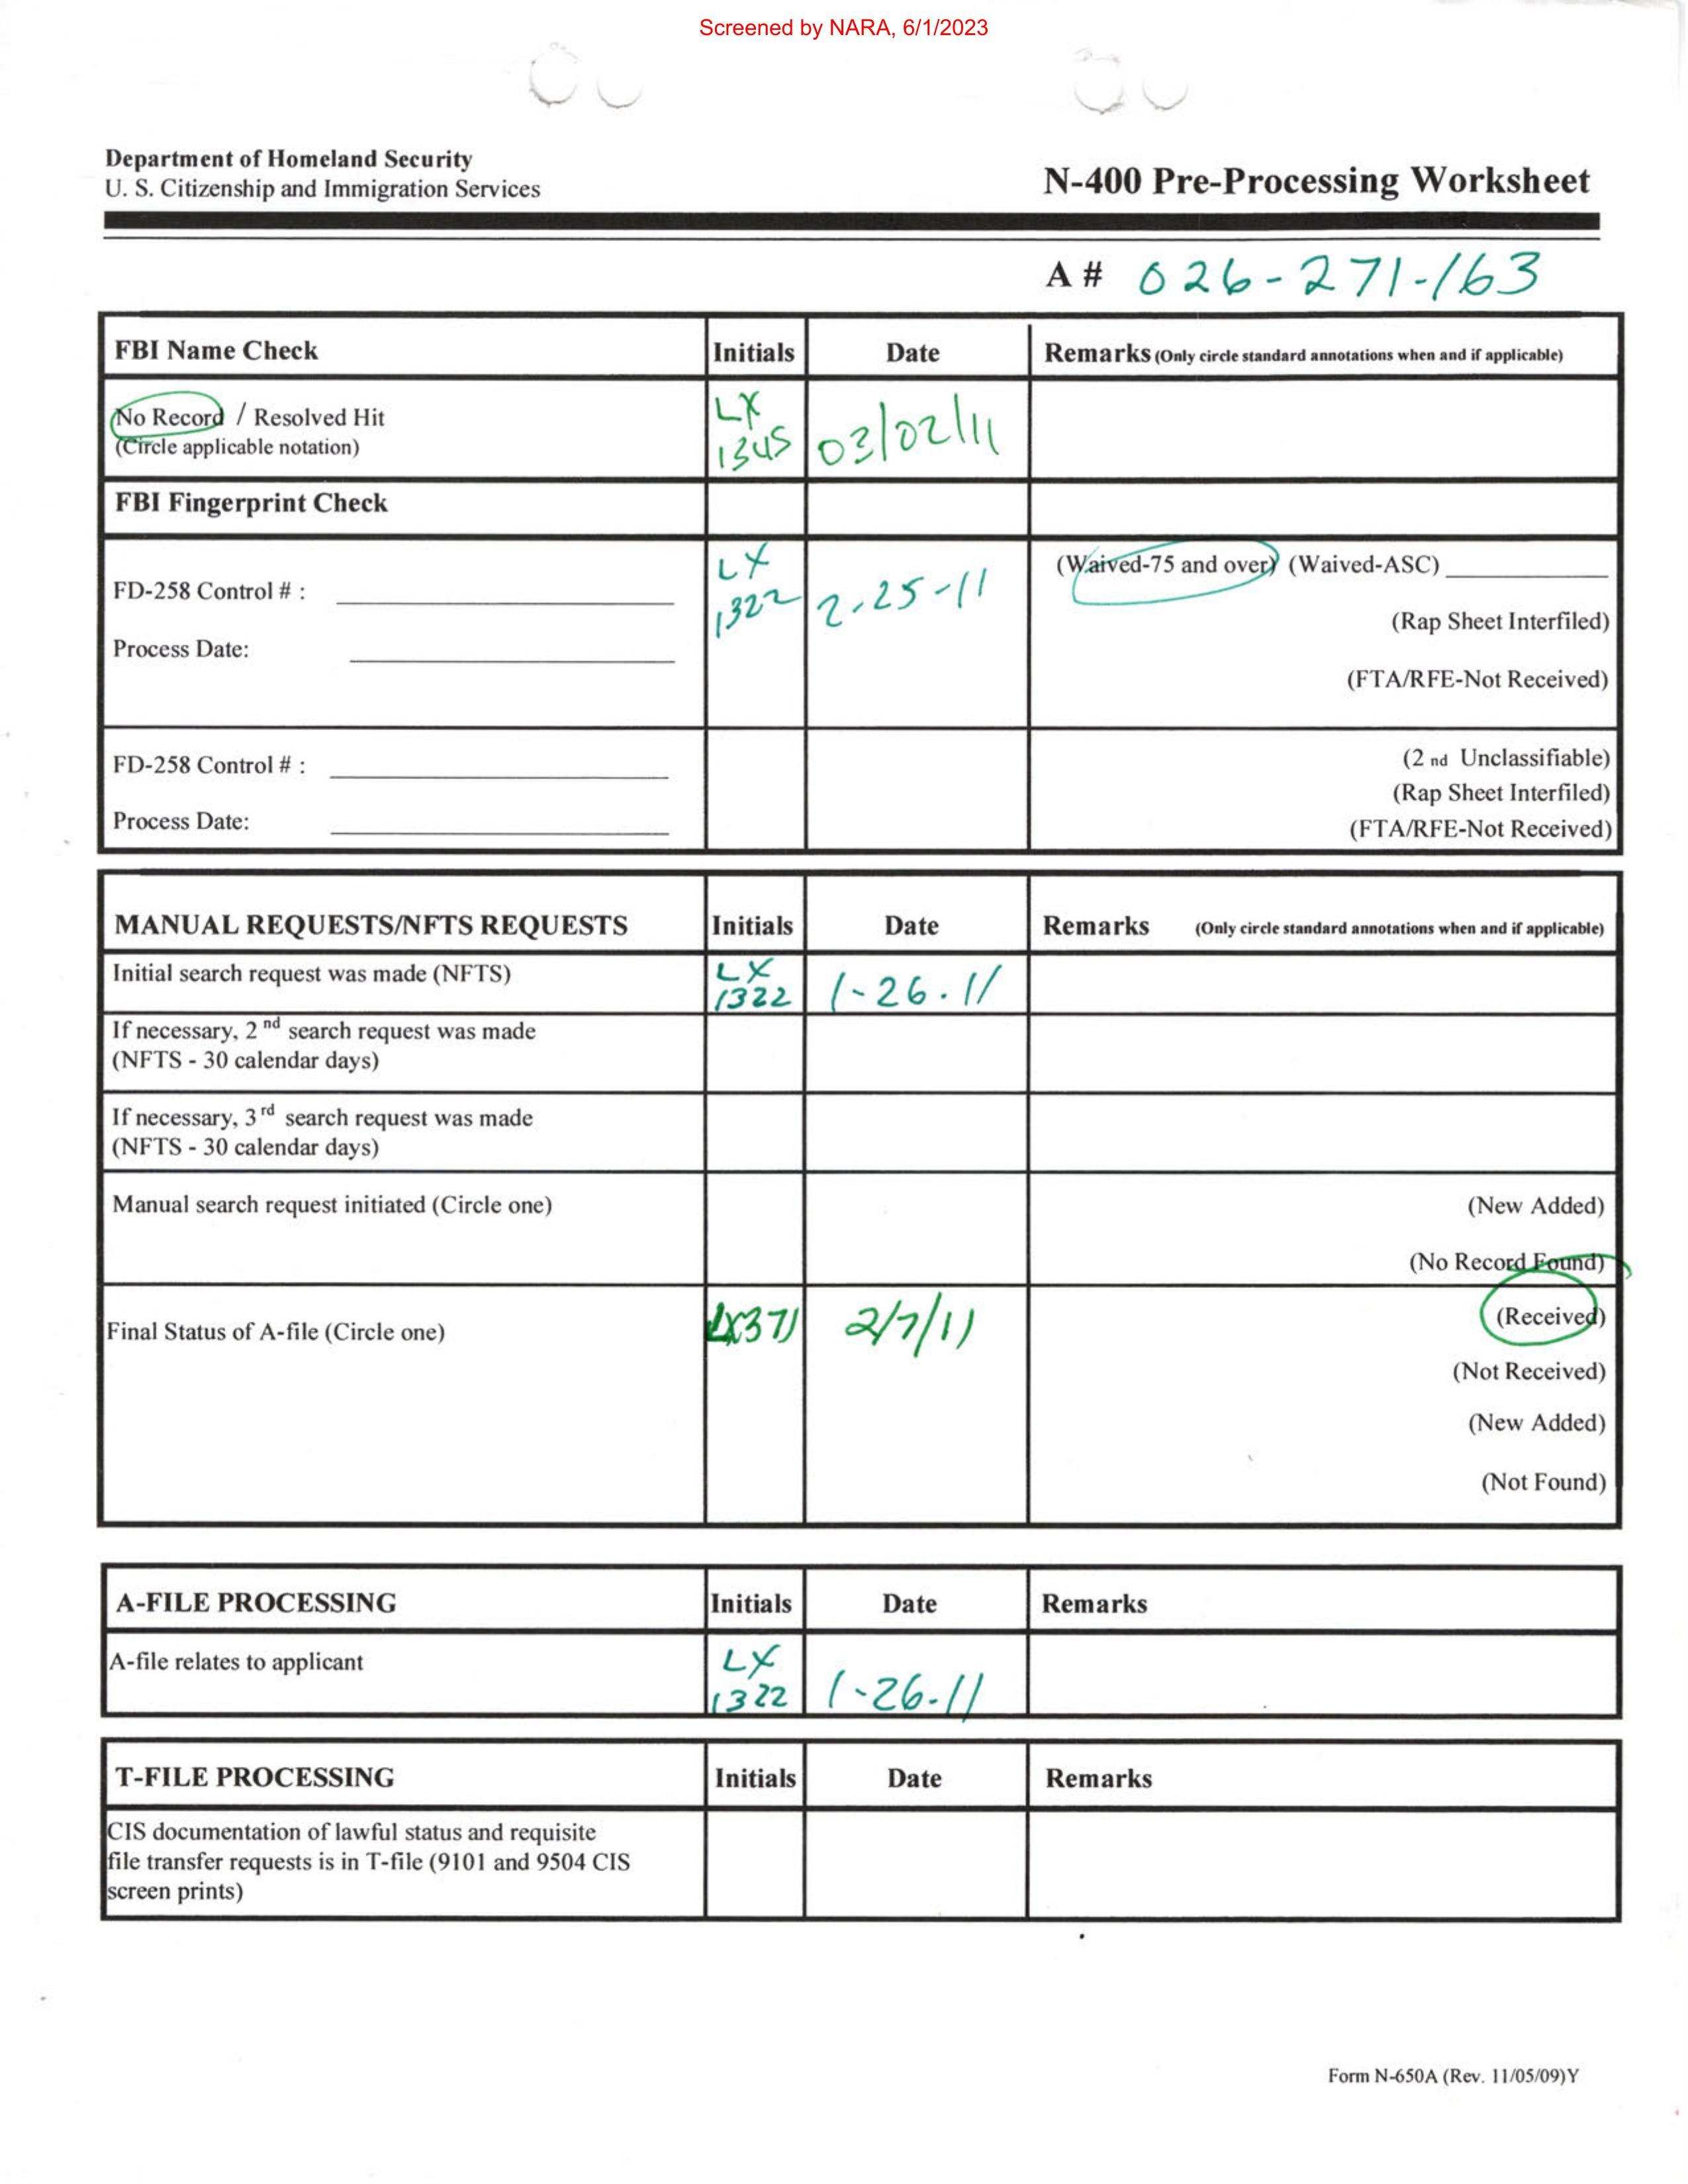 Screened by NARA, 6/1/2023
Department of Homeland Security
U. S. Citizenship and Immigration Services
N-400 Pre-Processing Worksheet
A # 026-271-163
FBI Name Check Initials Date Remarks (Only circle standard annotations when and if applicable)
No Record / Resolved Hit
(Circle applicable notation)
LX
1345 03/02/11
FBI Fingerprint Check
FD-258 Control # :
Process Date:
LX
1322 2-25-11
(Waived-75 and over) (Waived-ASC)
(Rap Sheet Interfiled)
(FTA/RFE-Not Received)
FD-258 Control # :
Process Date:
(2 nd Unclassifiable)
(Rap Sheet Interfiled)
(FTA/RFE-Not Received)
MANUAL REQUESTS/NFTS REQUESTS Initials Date Remarks (Only circle standard annotations when and if applicable)
Initial search request was made (NFTS)
LX
1322 1-26.11
If necessary, 2 nd search request was made
(NFTS - 30 calendar days)
If necessary, 3 rd search request was made
(NFTS - 30 calendar days)
Manual search request initiated (Circle one) (New Added)
(No Record Found)
Final Status of A-file (Circle one) LX371 2/7/11 (Received)
(Not Received)
(New Added)
(Not Found)
A-FILE PROCESSING Initials Date Remarks
A-file relates to applicant
LX
1322 1-26-11
T-FILE PROCESSING Initials Date Remarks
CIS documentation of lawful status and requisite
file transfer requests is in T-file (9101 and 9504 CIS
screen prints)
Form N-650A (Rev. 11/05/09)Y